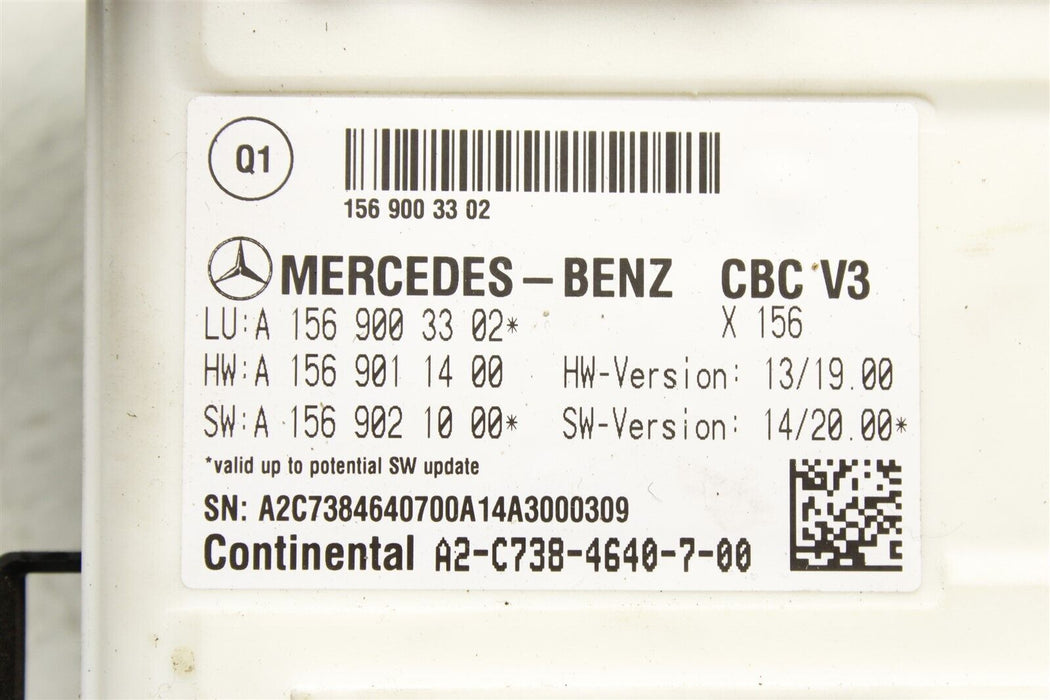 Q1
156 900 33 02
MERCEDES-BENZ CBC V3
LU:A 156 900 33 02* X 156
HW:A 156 901 14 00 HW-Version: 13/19.00
SW:A 156 902 10 00* SW-Version: 14/20.00*
*valid up to potential SW update
SN: A2C7384640700A14A3000309
Continental A2-C738-4640-7-00